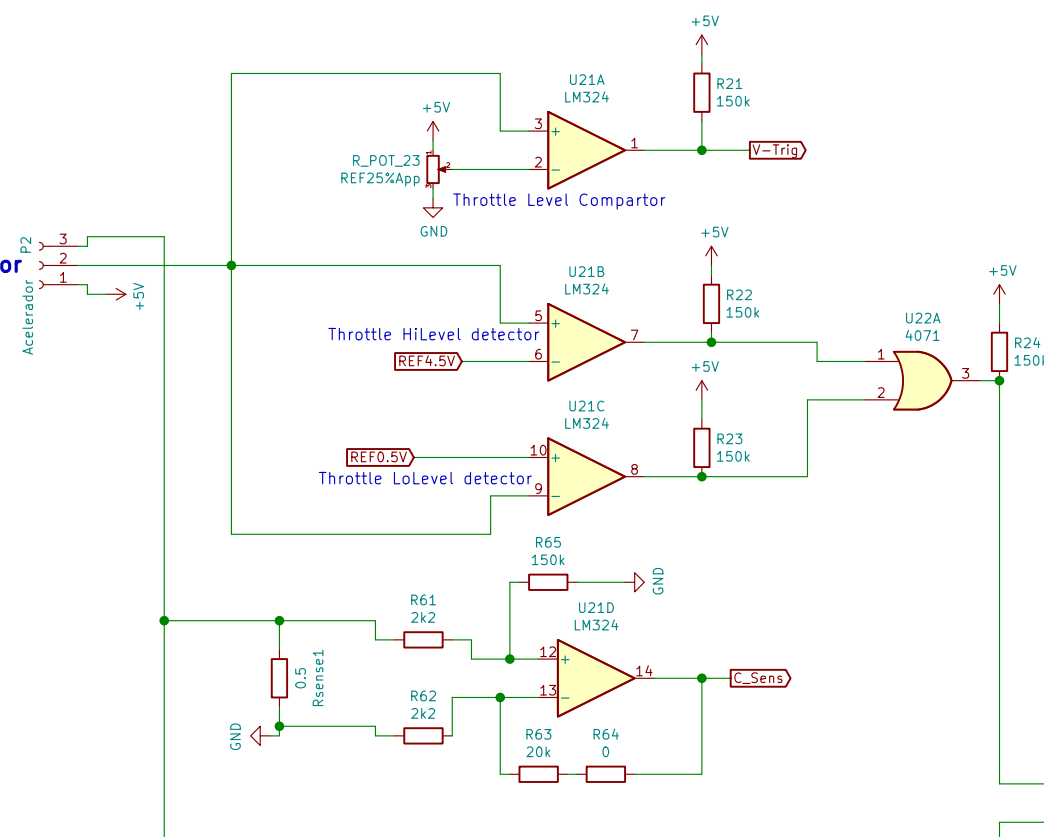 +5V
U21A
LM324
R21
150k
+5V
3
+
1
V-Trig
R_POT_23
REF25%App
1
2
3
2
−
Throttle Level Compartor
GND
P2
3
2
1
or
+5V
Acelerador
+5V
U21B
LM324
R22
150k
+5V
U22A
4071
5
+
7
Throttle HiLevel detector
REF4.5V
6
−
1
2
3
R24
150k
+5V
U21C
LM324
R23
150k
REF0.5V
10
+
8
Throttle LoLevel detector
9
−
R65
150k
GND
R61
2k2
U21D
LM324
12
+
14
C_Sens
0.5
Rsense1
R62
2k2
13
−
GND
R63
20k
R64
0